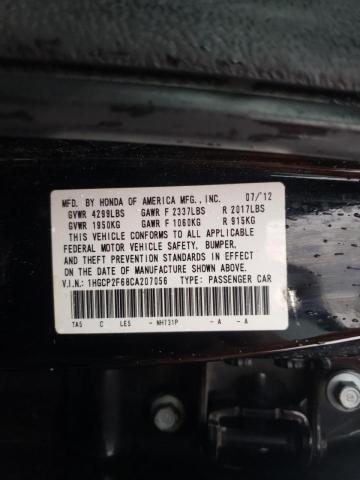 MFD. BY HONDA OF AMERICA MFG., INC. 07/12
GVWR 4299LBS GAWR F 2337LBS R 2017LBS
GVWR 1950KG GAWR F 1060KG R 915KG
THIS VEHICLE CONFORMS TO ALL APPLICABLE
FEDERAL MOTOR VEHICLE SAFETY, BUMPER,
AND THEFT PREVENTION STANDARDS IN EFFECT
ON THE DATE OF MANUFACTURE SHOWN ABOVE.
V.I.N.: 1HGCP2F68CA207056 TYPE: PASSENGER CAR
TA5 C LES - NH731P - A - A